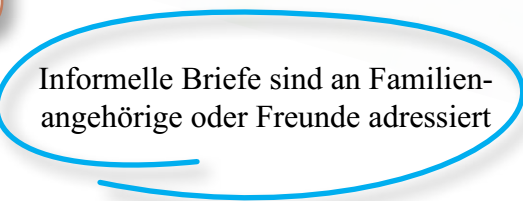 Informelle Briefe sind an Familien-
angehörige oder Freunde adressiert